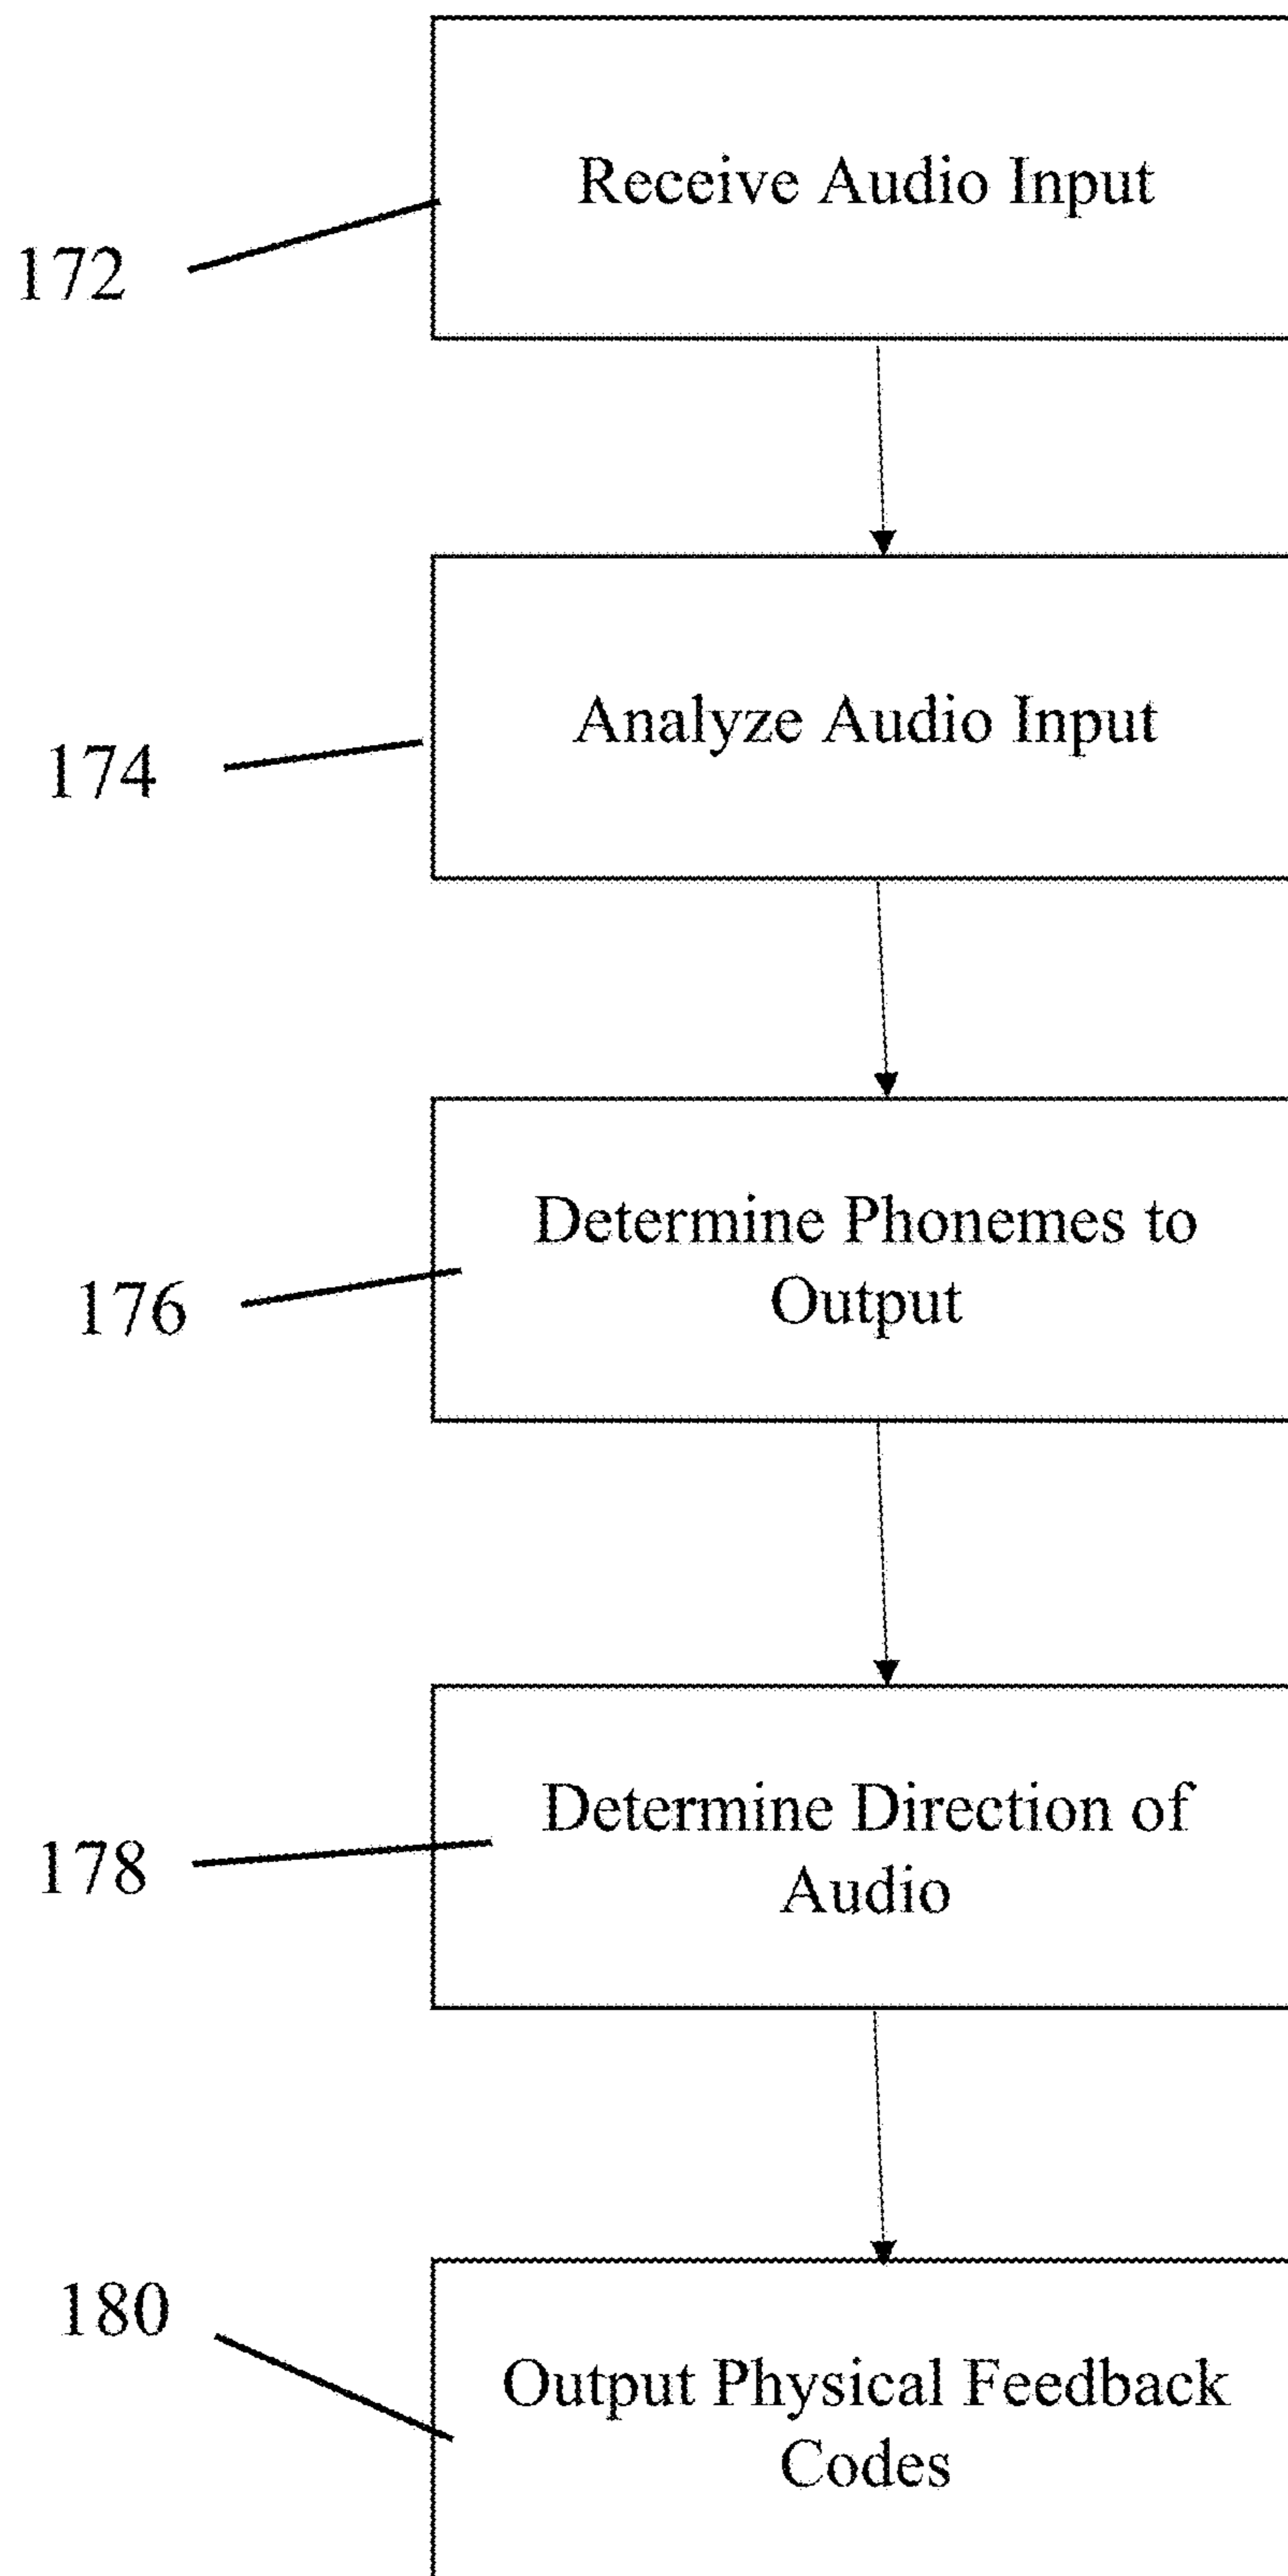 Receive Audio Input
172
Analyze Audio Input
174
Determine Phonemes to
Output
176
Determine Direction of
Audio
178
180
Output Physical Feedback
Codes